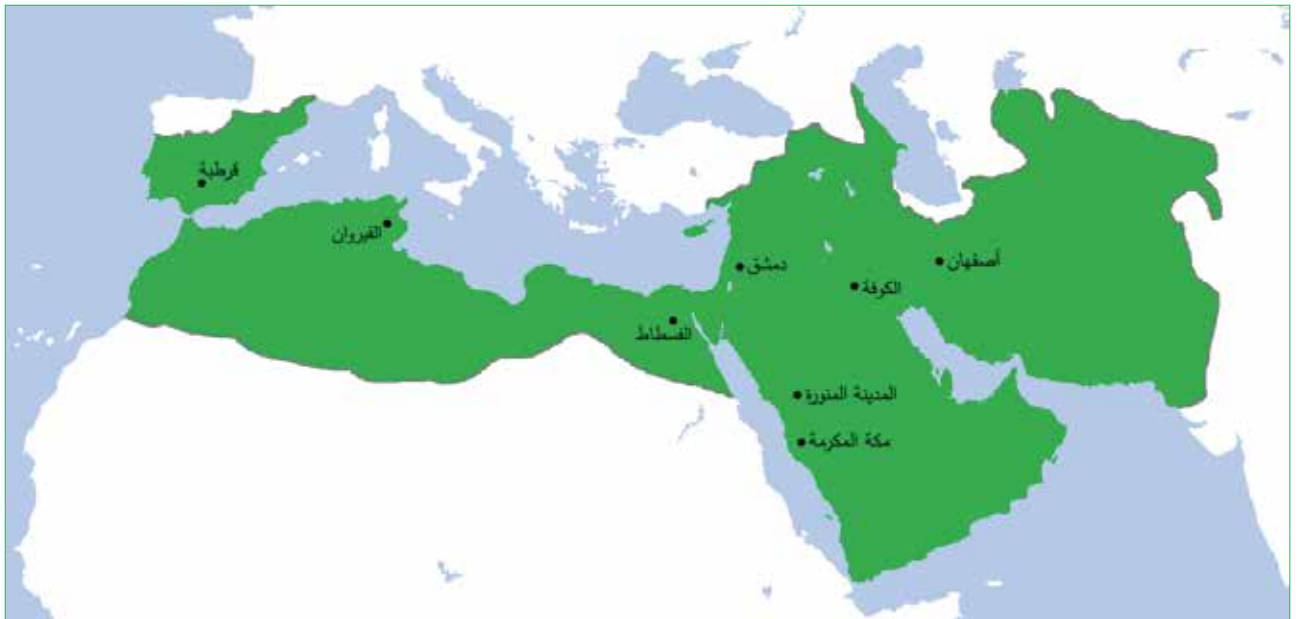 قرطبة
القيروان
دمشق
أصفهان
الكوفة
الفسطاط
المدينة المنورة
مكة المكرمة